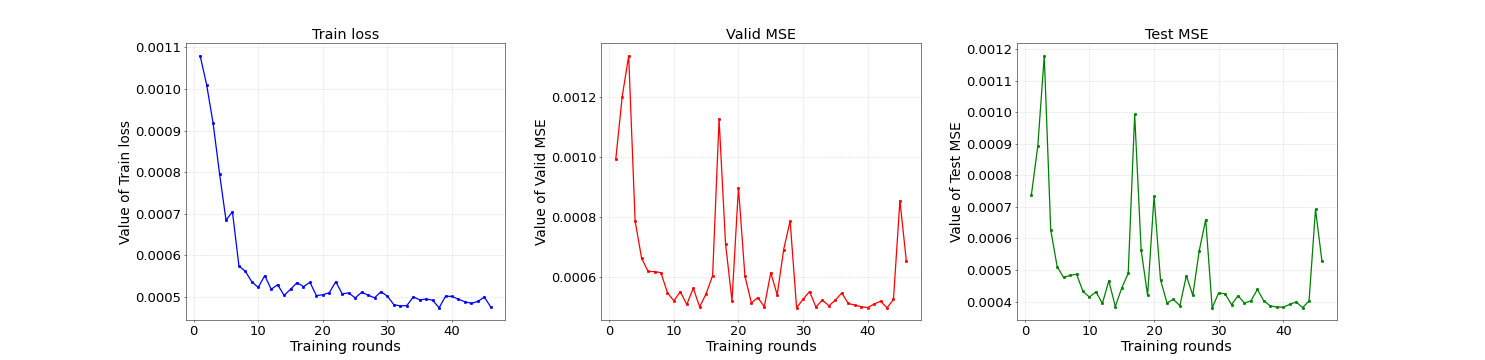 Train loss
0.0011
0.0010
0.0009
0.0008
0.0007
0.0006
0.0005
Value of Train loss
0 10 20 30 40
Training rounds
Valid MSE
0.0012
0.0010
0.0008
0.0006
Value of Valid MSE
0 10 20 30 40
Training rounds
Test MSE
0.0012
0.0011
0.0010
0.0009
0.0008
0.0007
0.0006
0.0005
0.0004
Value of Test MSE
0 10 20 30 40
Training rounds